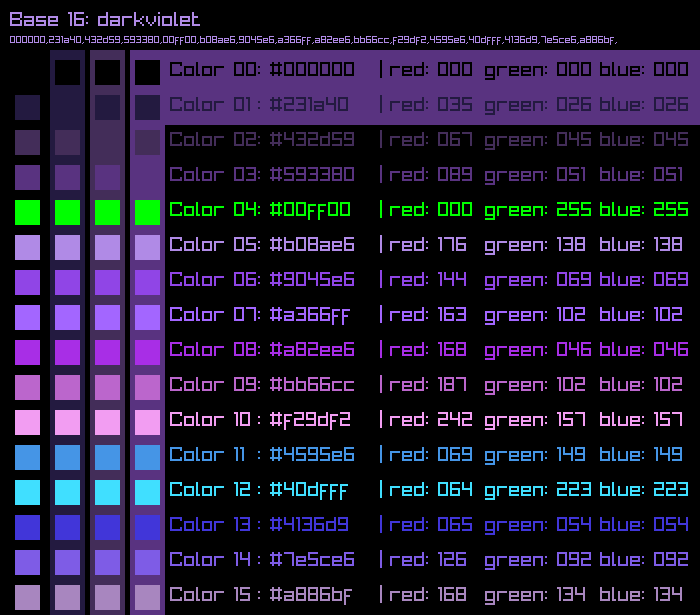 Base 16: darkviolet
000000,231a40,432d59,593380,00ff00,b08ae6,9045e6,a366ff,a82ee6,bb66cc,f29df2,4595e6,40dfff,4136d9,7e5ce6,a886bf,
Color 00: #000000 | red: 000 green: 000 blue: 000
Color 01 : #231a40 | red: 035 green: 026 blue: 026
Color 02: #432d59 | red: 067 green: 045 blue: 045
Color 03: #593380 | red: 089 green: 051 blue: 051
Color 04: #00ff00 | red: 000 green: 255 blue: 255
Color 05: #b08ae6 | red: 176 green: 138 blue: 138
Color 06: #9045e6 | red: 144 green: 069 blue: 069
Color 07: #a366ff | red: 163 green: 102 blue: 102
Color 08: #a82ee6 | red: 168 green: 046 blue: 046
Color 09: #bb66cc | red: 187 green: 102 blue: 102
Color 10 : #f29df2 | red: 242 green: 157 blue: 157
Color 11 : #4595e6 | red: 069 green: 149 blue: 149
Color 12 : #40dfff | red: 064 green: 223 blue: 223
Color 13 : #4136d9 | red: 065 green: 054 blue: 054
Color 14 : #7e5ce6 | red: 126 green: 092 blue: 092
Color 15 : #a886bf | red: 168 green: 134 blue: 134